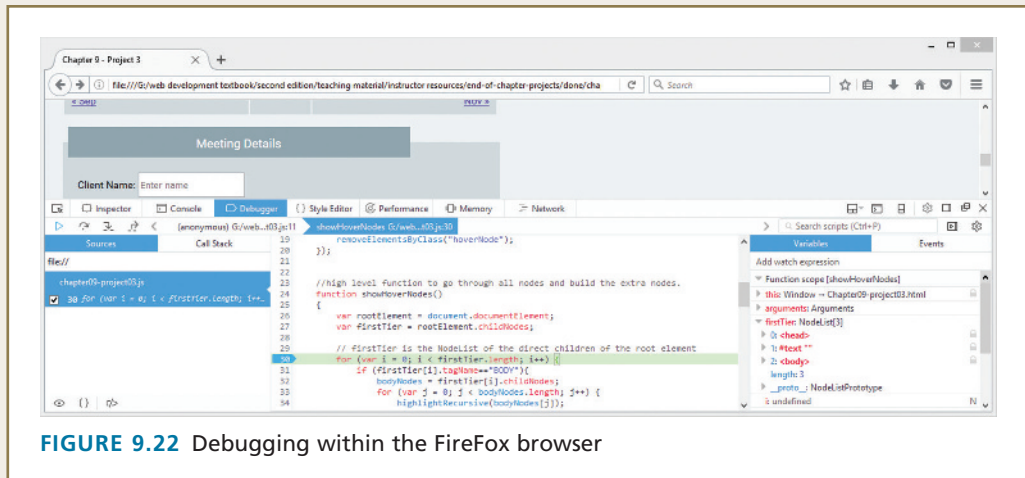 Chapter 9 - Project 3
file:///G:/web development textbook/second edition/teaching material/instructor resources/end-of-chapter-projects/done/cha
Search
« Sep
Nov »
Meeting Details
Client Name: Enter name
Inspector Console Debugger Style Editor Performance Memory Network
(anonymous) G:/web...t03.js:11 showHoverNodes G:/web...t03.js:30 Search scripts (Ctrl+P)
Sources Call Stack
file://
chapter09-project03.js
30 for (var i = 0; i < firstTier.length; i++...
19 removeElementsByClass("hoverNode");
20 });
21
22
23 //high level function to go through all nodes and build the extra nodes.
24 function showHoverNodes()
25 {
26 var rootElement = document.documentElement;
27 var firstTier = rootElement.childNodes;
28
29 // firstTier is the NodeList of the direct children of the root element
30 for (var i = 0; i < firstTier.length; i++) {
31 if (firstTier[i].tagName=="BODY"){
32 bodyNodes = firstTier[i].childNodes;
33 for (var j = 0; j < bodyNodes.length; j++) {
34 highlightRecursive(bodyNodes[j]);
Variables Events
Add watch expression
Function scope [showHoverNodes]
this: Window → Chapter09-project03.html
arguments: Arguments
firstTier: NodeList[3]
0: <head>
1: #text ""
2: <body>
length: 3
__proto__: NodeListPrototype
i: undefined
FIGURE 9.22 Debugging within the FireFox browser